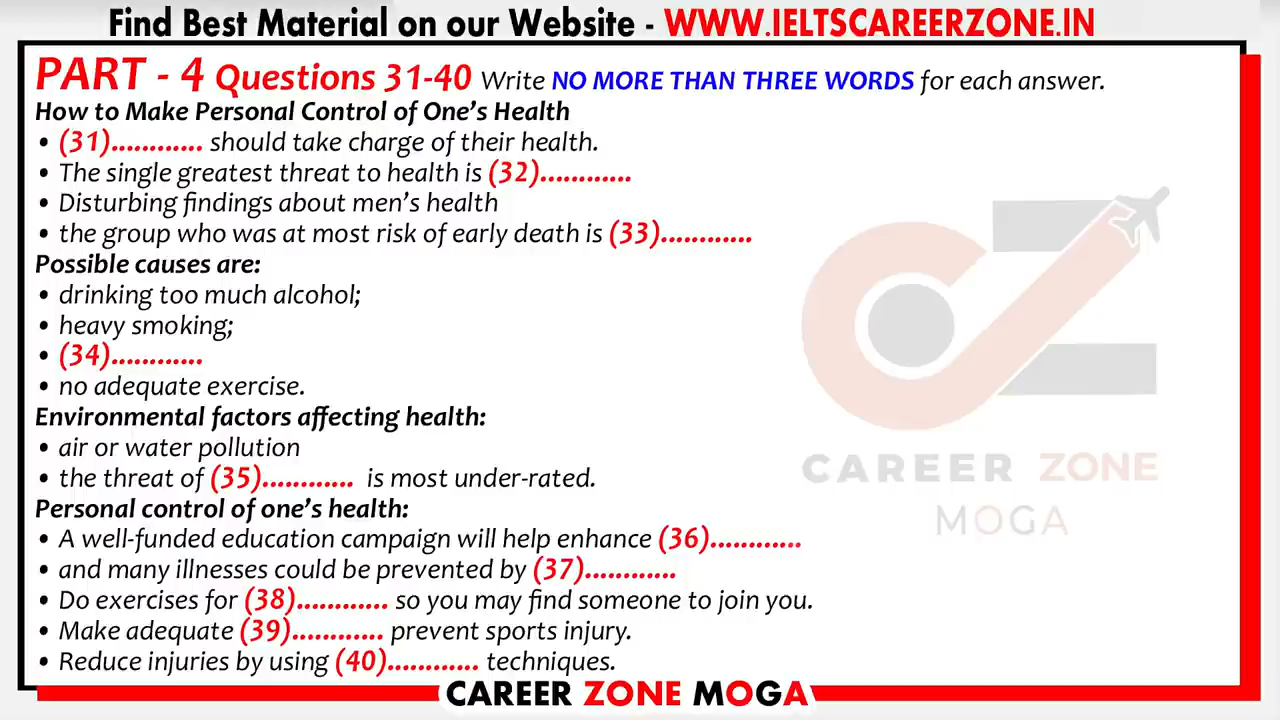 Find Best Material on our Website - WWW.IELTSCAREERZONE.IN
PART - 4 Questions 31-40 Write NO MORE THAN THREE WORDS for each answer.
How to Make Personal Control of One's Health
• (31)............ should take charge of their health.
• The single greatest threat to health is (32)............
• Disturbing findings about men's health
• the group who was at most risk of early death is (33)............
Possible causes are:
• drinking too much alcohol;
• heavy smoking;
• (34)............
• no adequate exercise.
Environmental factors affecting health:
• air or water pollution
• the threat of (35)............ is most under-rated.
Personal control of one's health:
• A well-funded education campaign will help enhance (36)............
• and many illnesses could be prevented by (37)............
• Do exercises for (38)............ so you may find someone to join you.
• Make adequate (39)............ prevent sports injury.
• Reduce injuries by using (40)............ techniques.
CZ
CAREER ZONE
MOGA
CAREER ZONE MOGA